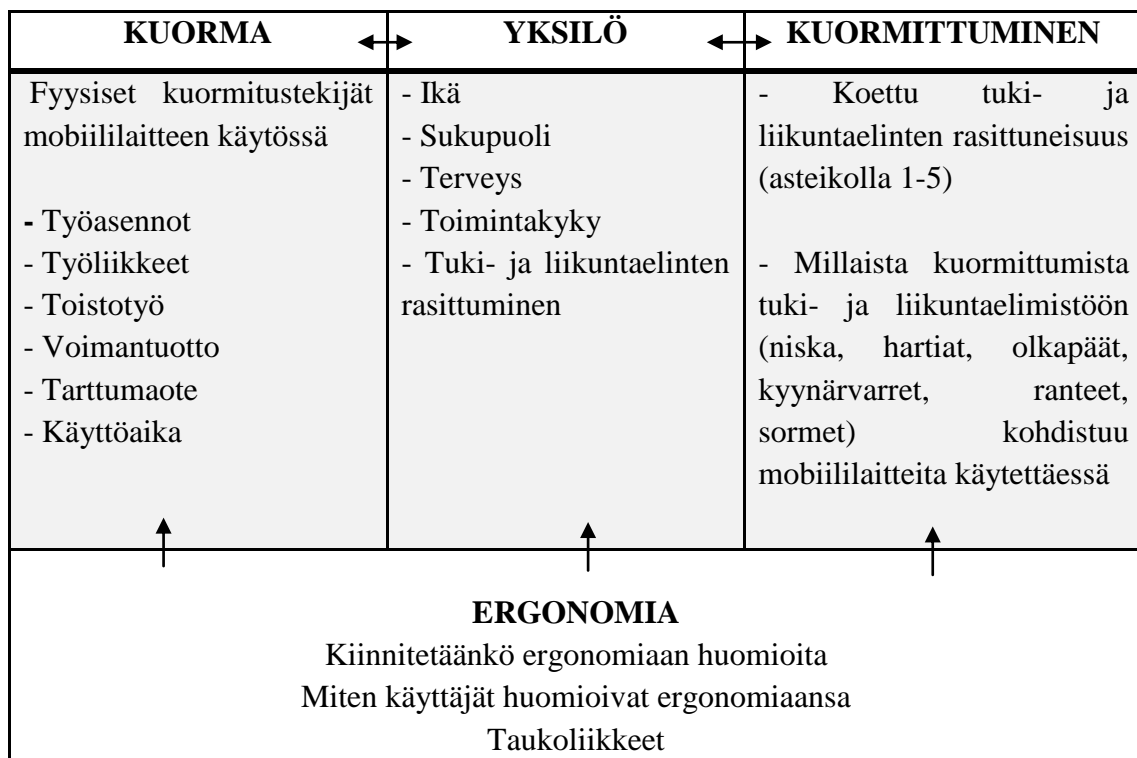 KUORMA
YKSILÖ
KUORMITTUMINEN
Fyysiset kuormitustekijät
mobiililaitteen käytössä
- Työasennot
- Työliikkeet
- Toistotyö
- Voimantuotto
- Tarttumaote
- Käyttöaika
- Ikä
- Sukupuoli
- Terveys
- Toimintakyky
- Tuki- ja liikuntaelinten
rasittuminen
- Koettu tuki- ja
liikuntaelinten rasittuneisuus
(asteikolla 1-5)
- Millaista kuormittumista
tuki- ja liikuntaelimistöön
(niska, hartiat, olkapäät,
kyynärvarret, ranteet,
sormet) kohdistuu
mobiililaitteita käytettäessä
ERGONOMIA
Kiinnitetäänkö ergonomiaan huomioita
Miten käyttäjät huomioivat ergonomiaansa
Taukoliikkeet